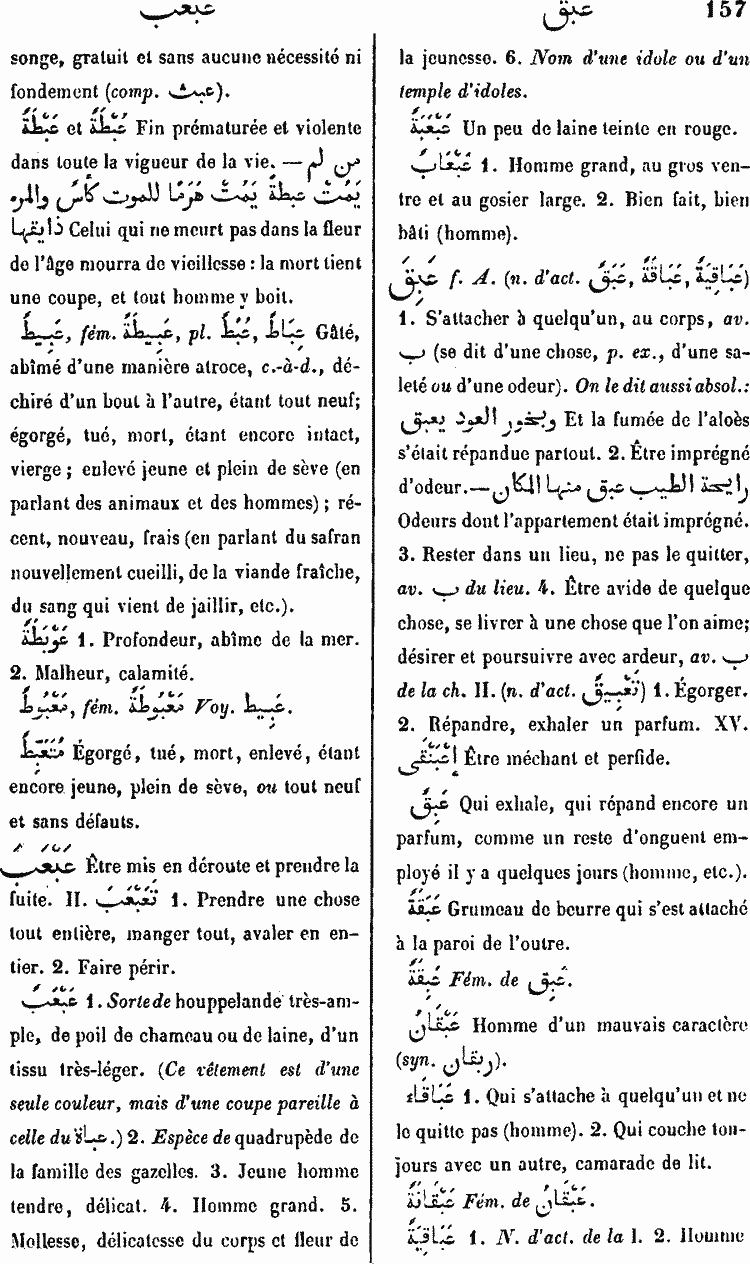 عبعب
عبق
157
songe, gratuit et sans aucune nécessité ni
fondement (comp. عبث).
عَبْطَةٌ et عُبْطَةٌ Fin prématurée et violente
dans toute la vigueur de la vie. — من لم
يَمُتْ عبطةً يَمُتْ هَرَمًا للموت كَأْسٌ والمرء
ذايقها Celui qui ne meurt pas dans la fleur
de l'âge mourra de vieillesse : la mort tient
une coupe, et tout homme y boit.
عَبِيطٌ, fém. عَبِيطَةٌ, pl. عُبُطٌ, عِبَاطٌ Gâté,
abîmé d'une manière atroce, c.-à-d., dé-
chiré d'un bout à l'autre, étant tout neuf;
égorgé, tué, mort, étant encore intact,
vierge ; enlevé jeune et plein de sève (en
parlant des animaux et des hommes) ; ré-
cent, nouveau, frais (en parlant du safran
nouvellement cueilli, de la viande fraîche,
du sang qui vient de jaillir, etc.).
عَوْبَطَةٌ 1. Profondeur, abîme de la mer.
2. Malheur, calamité.
مَعْبُوطٌ, fém. مَعْبُوطَةٌ Voy. عَبِيط.
مُتَعَبَّطٌ Égorgé, tué, mort, enlevé, étant
encore jeune, plein de sève, ou tout neuf
et sans défauts.
عَبْعَبَ Être mis en déroute et prendre la
fuite. II. تَعَبْعَبَ 1. Prendre une chose
tout entière, manger tout, avaler en en-
tier. 2. Faire périr.
عَبْعَبٌ 1. Sorte de houppelande très-am-
ple, de poil de chameau ou de laine, d'un
tissu très-léger. (Ce vêtement est d'une
seule couleur, mais d'une coupe pareille à
celle du عباة.) 2. Espèce de quadrupède de
la famille des gazelles. 3. Jeune homme
tendre, délicat. 4. Homme grand. 5.
Mollesse, délicatesse du corps et fleur de
la jeunesse. 6. Nom d'une idole ou d'un
temple d'idoles.
عَبْعَبَةٌ Un peu de laine teinte en rouge.
عَبْعَابٌ 1. Homme grand, au gros ven-
tre et au gosier large. 2. Bien fait, bien
bâti (homme).
عَبِقَ f. A. (n. d'act. عَبَقٌ, عَبَاقَةٌ, عَبَاقِيَةٌ)
1. S'attacher à quelqu'un, au corps, av.
ب (se dit d'une chose, p. ex., d'une sa-
leté ou d'une odeur). On le dit aussi absol.:
وبخور العود يعبق Et la fumée de l'aloès
s'était répandue partout. 2. Être imprégné
d'odeur. — رايحة الطيب عبق منها المكان
Odeurs dont l'appartement était imprégné.
3. Rester dans un lieu, ne pas le quitter,
av. ب du lieu. 4. Être avide de quelque
chose, se livrer à une chose que l'on aime;
désirer et poursuivre avec ardeur, av. ب
de la ch. II. (n. d'act. تَعْبِيقٌ) 1. Égorger.
2. Répandre, exhaler un parfum. XV.
إِعْبَنْقَى Être méchant et perfide.
عَبِقٌ Qui exhale, qui répand encore un
parfum, comme un reste d'onguent em-
ployé il y a quelques jours (homme, etc.).
عَبَقَةٌ Grumeau de beurre qui s'est attaché
à la paroi de l'outre.
عَبِقَةٌ Fém. de عَبِق.
عَبَّقَانٌ Homme d'un mauvais caractère
(syn. ربقان).
عَبَاقَاء 1. Qui s'attache à quelqu'un et ne
le quitte pas (homme). 2. Qui couche tou-
jours avec un autre, camarade de lit.
عَبَّقَانَةٌ Fém. de عَبَّقَانٌ.
عَبَاقِيَةٌ 1. N. d'act. de la I. 2. Homme